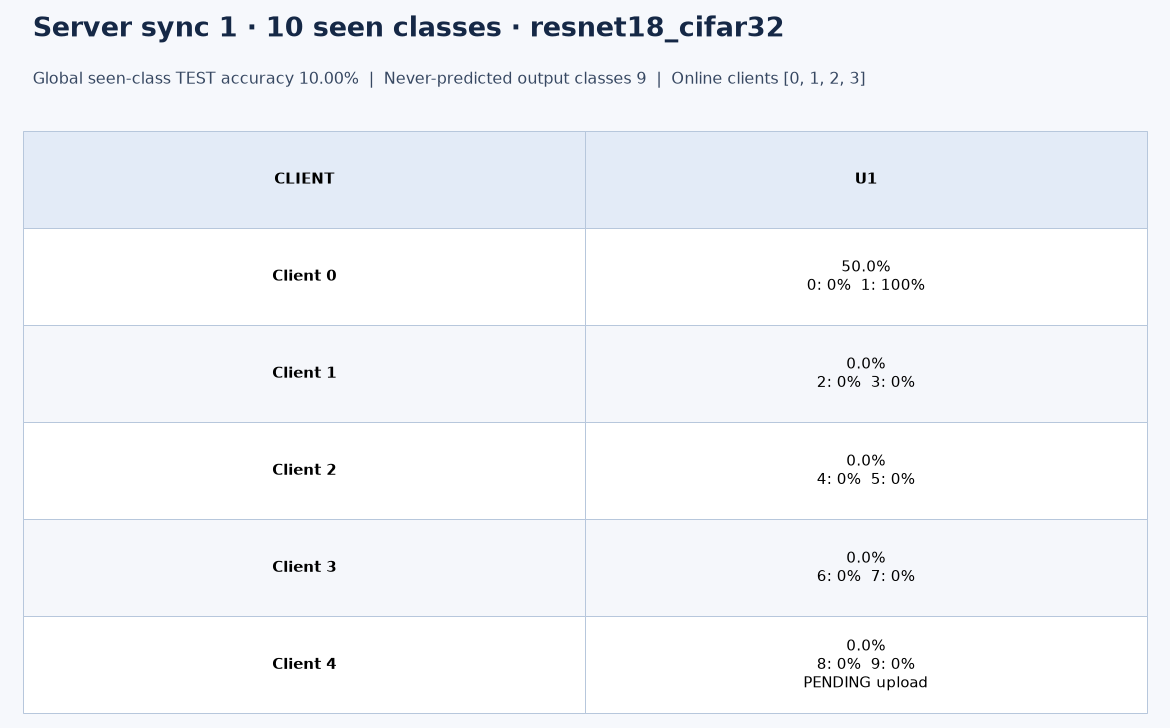 Server sync 1 · 10 seen classes · resnet18_cifar32
Global seen-class TEST accuracy 10.00%  |  Never-predicted output classes 9  |  Online clients [0, 1, 2, 3]
CLIENT  U1
Client 0
50.0%
0: 0%  1: 100%
Client 1
0.0%
2: 0%  3: 0%
Client 2
0.0%
4: 0%  5: 0%
Client 3
0.0%
6: 0%  7: 0%
Client 4
0.0%
8: 0%  9: 0%
PENDING upload